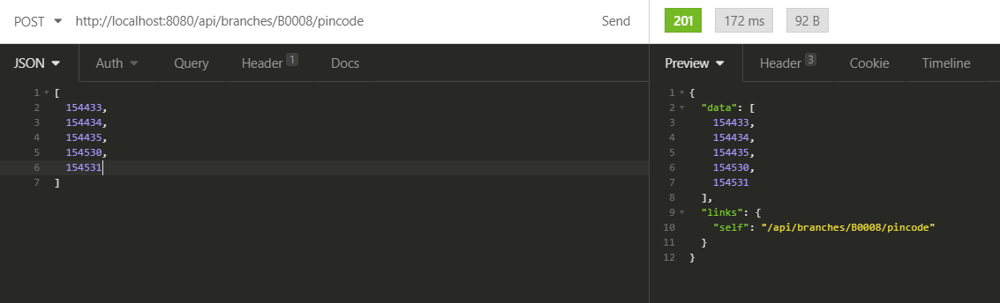 POST http://localhost:8080/api/branches/B0008/pincode Send 201 172 ms 92 B
JSON Auth Query Header 1 Docs
1 [
2 154433,
3 154434,
4 154435,
5 154530,
6 154531
7 ]
Preview Header 3 Cookie Timeline
1 {
2 "data": [
3 154433,
4 154434,
5 154435,
6 154530,
7 154531
8 ],
9 "links": {
10 "self": "/api/branches/B0008/pincode"
11 }
12 }